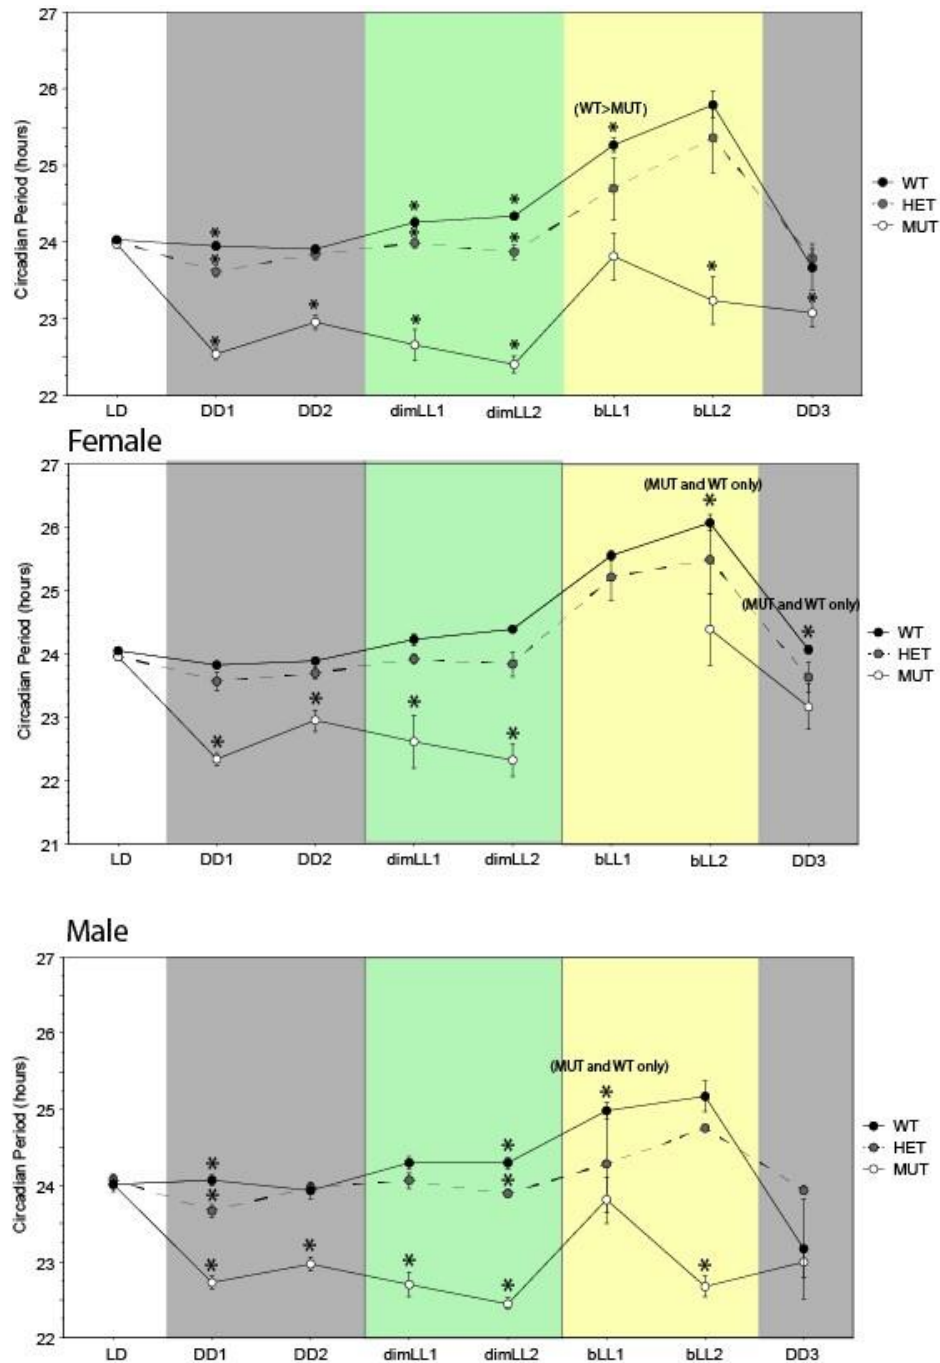 27
26
25
24
23
22
Circadian Period (hours)
(WT>MUT)
*
*
*
*
*
*
*
*
*
*
*
*
*
WT
HET
MUT
LD DD1 DD2 dimLL1 dimLL2 bLL1 bLL2 DD3
Female
27
26
25
24
23
22
21
Circadian Period (hours)
(MUT and WT only)
*
(MUT and WT only)
*
*
*
*
*
WT
HET
MUT
LD DD1 DD2 dimLL1 dimLL2 bLL1 bLL2 DD3
Male
27
26
25
24
23
22
Circadian Period (hours)
(MUT and WT only)
*
*
*
*
*
*
*
*
*
*
WT
HET
MUT
LD DD1 DD2 dimLL1 dimLL2 bLL1 bLL2 DD3